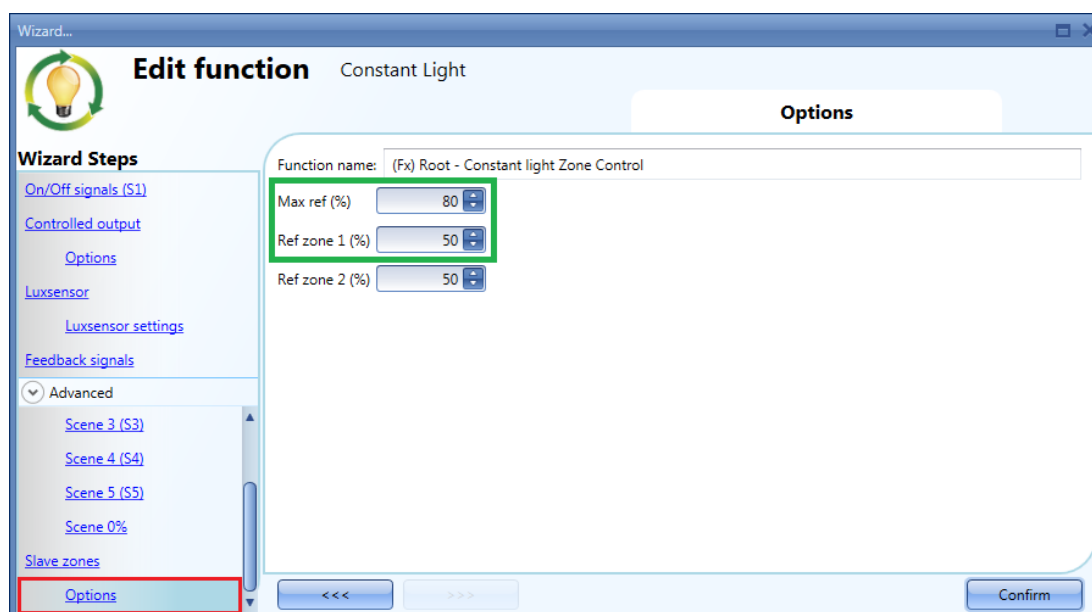 Wizard...
Edit function Constant Light
Options
Wizard Steps
On/Off signals (S1)
Controlled output
Options
Luxsensor
Luxsensor settings
Feedback signals
Advanced
Scene 3 (S3)
Scene 4 (S4)
Scene 5 (S5)
Scene 0%
Slave zones
Options
Function name: (Fx) Root - Constant light Zone Control
Max ref (%) 80
Ref zone 1 (%) 50
Ref zone 2 (%) 50
<<< >>> Confirm